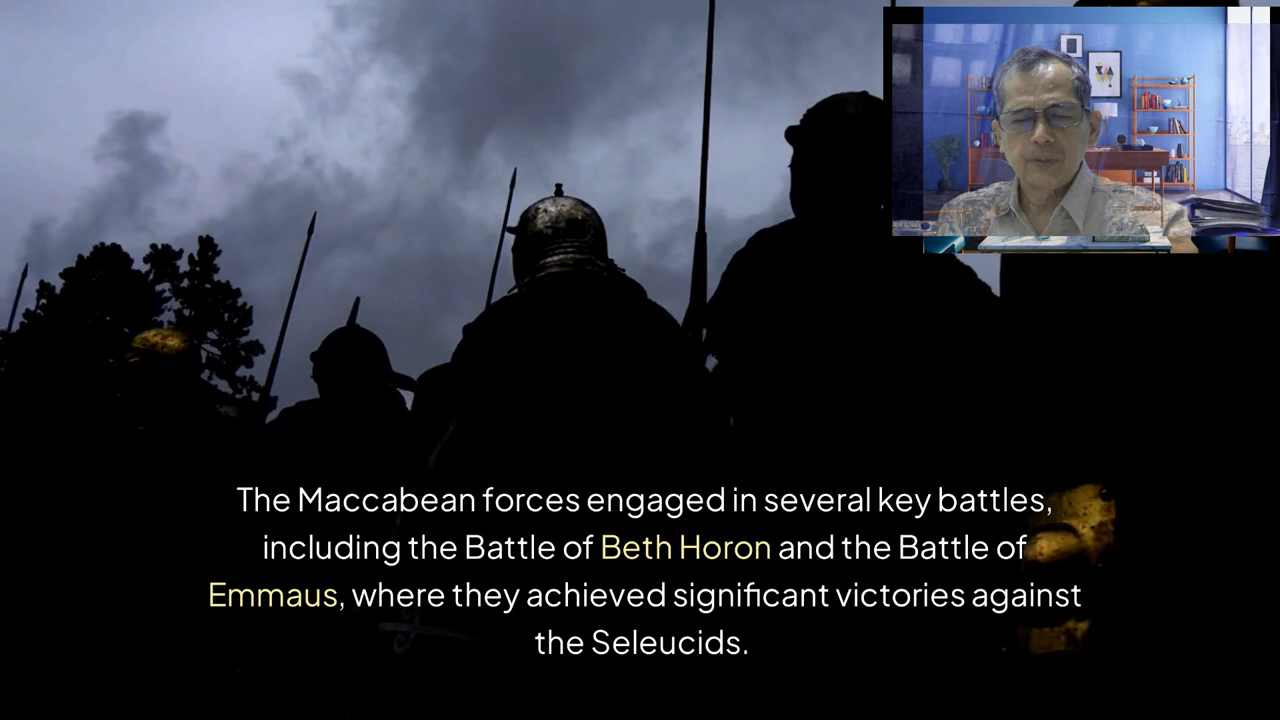 The Maccabean forces engaged in several key battles,
including the Battle of Beth Horon and the Battle of
Emmaus, where they achieved significant victories against
the Seleucids.